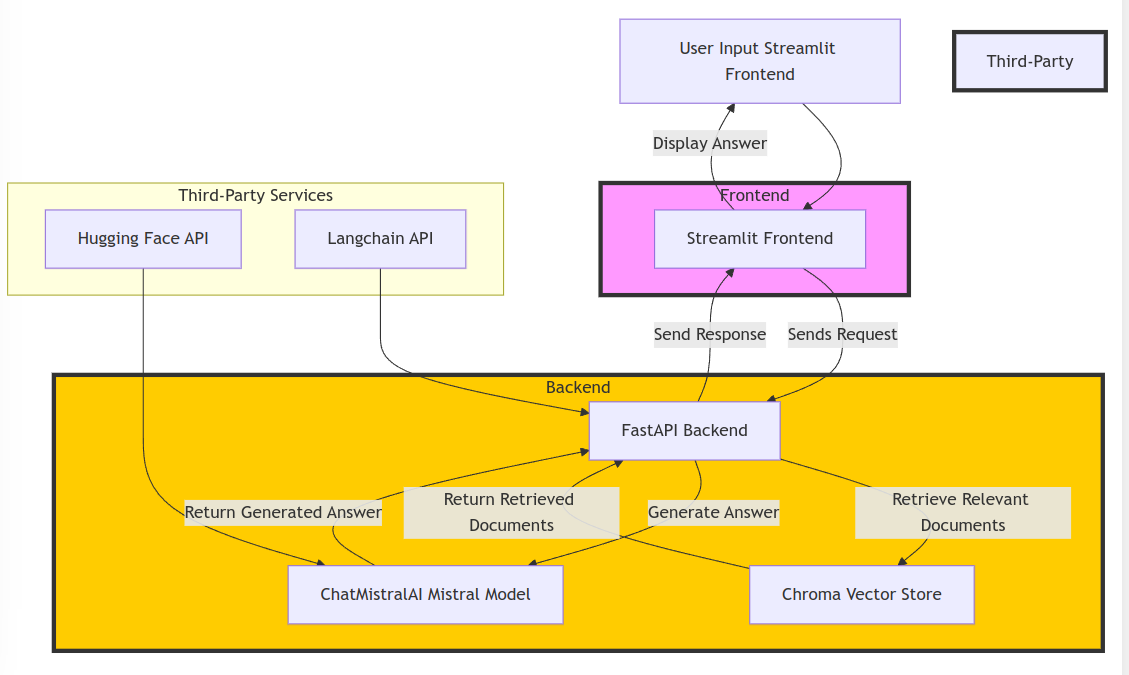 User Input Streamlit
Frontend
Third-Party
Display Answer
Third-Party Services
Frontend
Hugging Face API
Langchain API
Streamlit Frontend
Send Response
Sends Request
Backend
FastAPI Backend
Return Generated Answer
Return Retrieved
Documents
Generate Answer
Retrieve Relevant
Documents
ChatMistralAI Mistral Model
Chroma Vector Store